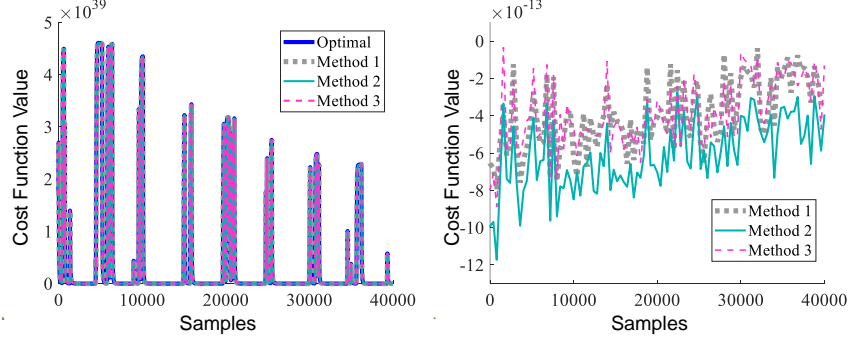 ×10^39
5
4
3
2
1
0
Cost Function Value
0
10000
20000
30000
40000
Samples
Optimal
Method 1
Method 2
Method 3
×10^-13
0
-2
-4
-6
-8
-10
-12
Cost Function Value
0
10000
20000
30000
40000
Samples
Method 1
Method 2
Method 3